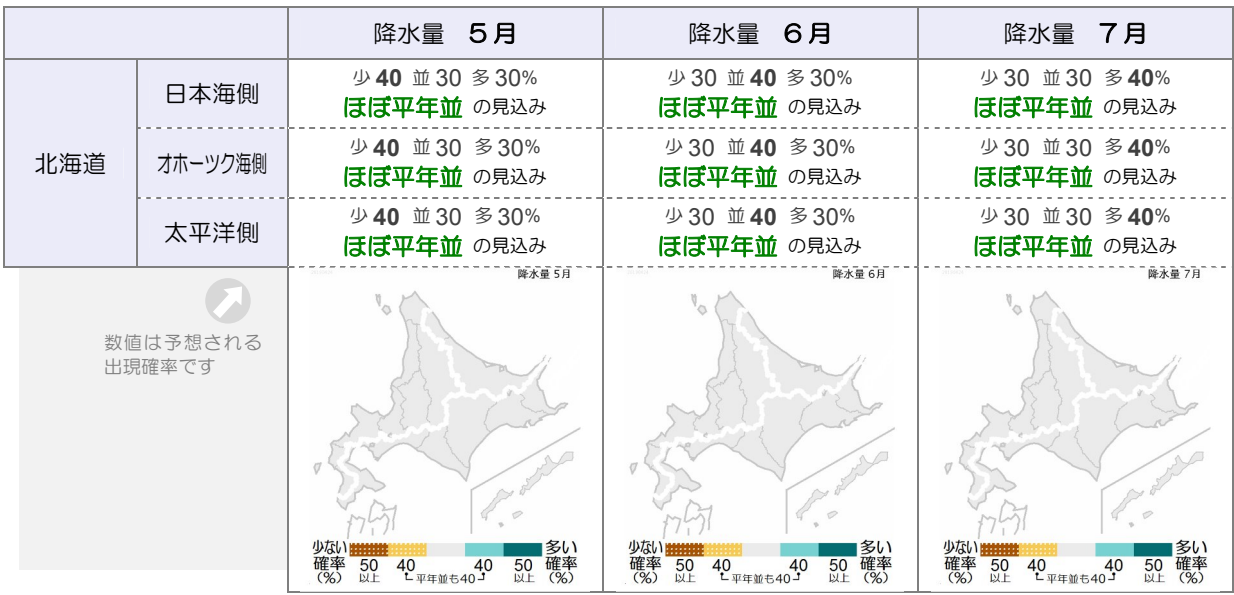 降水量 5月 降水量 6月 降水量 7月
北海道
日本海側
少40 並30 多30%
ほぼ平年並 の見込み
少30 並40 多30%
ほぼ平年並 の見込み
少30 並30 多40%
ほぼ平年並 の見込み
オホーツク海側
少40 並30 多30%
ほぼ平年並 の見込み
少30 並40 多30%
ほぼ平年並 の見込み
少30 並30 多40%
ほぼ平年並 の見込み
太平洋側
少40 並30 多30%
ほぼ平年並 の見込み
少30 並40 多30%
ほぼ平年並 の見込み
少30 並30 多40%
ほぼ平年並 の見込み
数値は予想される
出現確率です
降水量 5月
少ない 多い
確率 50 40 40 50 確率
(%) 以上 平年並も40 以上 (%)
降水量 6月
少ない 多い
確率 50 40 40 50 確率
(%) 以上 平年並も40 以上 (%)
降水量 7月
少ない 多い
確率 50 40 40 50 確率
(%) 以上 平年並も40 以上 (%)